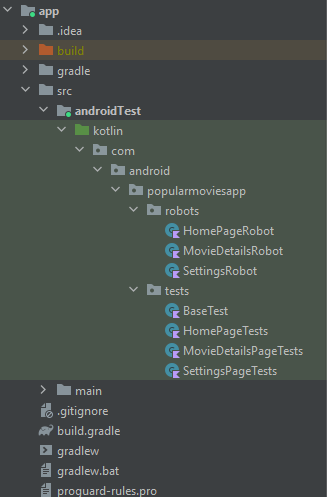 app
.idea
build
gradle
src
androidTest
kotlin
com
android
popularmoviesapp
robots
HomePageRobot
MovieDetailsRobot
SettingsRobot
tests
BaseTest
HomePageTests
MovieDetailsPageTests
SettingsPageTests
main
.gitignore
build.gradle
gradlew
gradlew.bat
proguard-rules.pro